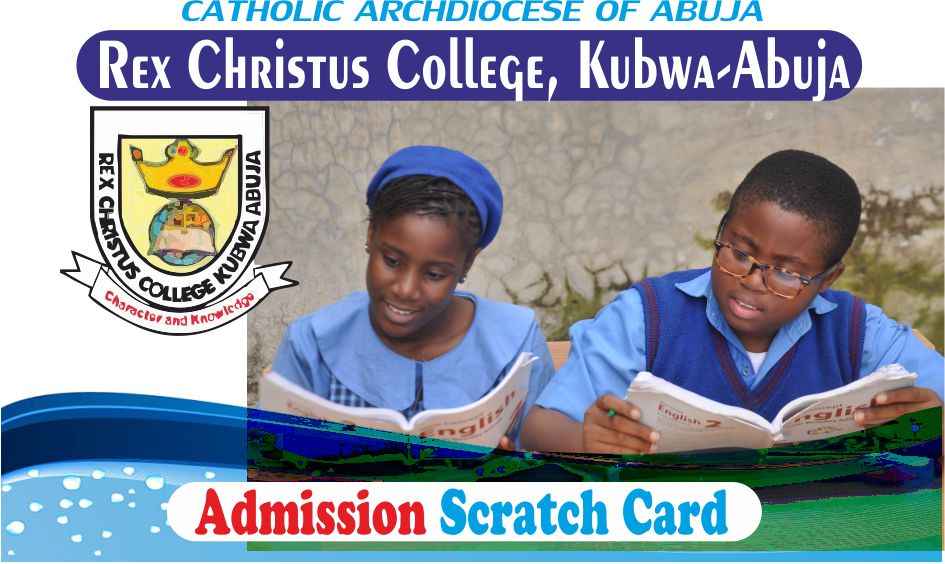 CATHOLIC ARCHDIOCESE OF ABUJA
REX CHRISTUS COLLEGE, KUBWA-ABUJA
REX CHRISTUS COLLEGE KUBWA ABUJA
Character and Knowledge
English
English 2
English
Admission Scratch Card